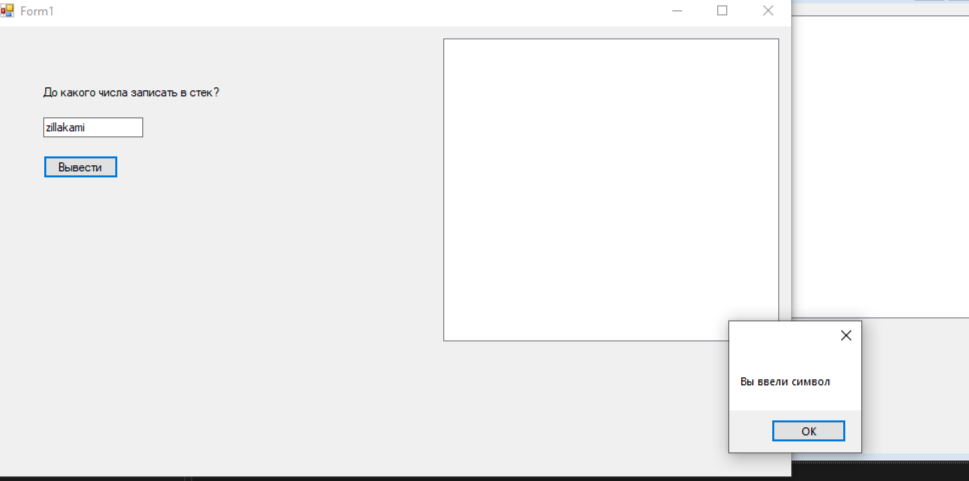 Form1
До какого числа записать в стек?
zillakami
Вывести
Вы ввели символ
OK